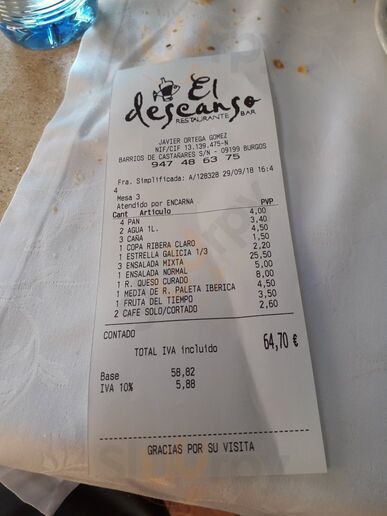 El
descanso
RESTAURANTE BAR
JAVIER ORTEGA GOMEZ
NIF/CIF 13.139.475-N
BARRIOS DE CASTAÑARES S/N - 09199 BURGOS
947 48 63 75
Fra. Simplificada: A/128328 29/09/18 16:4
4
Mesa 3
Atendido por ENCARNA
Cant Artículo PVP
4 PAN 4,00
2 AGUA 1L. 3,40
3 CAÑA 4,50
1 COPA RIBERA CLARO 1,50
1 ESTRELLA GALICIA 1/3 2,20
3 ENSALADA MIXTA 25,50
1 ENSALADA NORMAL 5,00
1 R. QUESO CURADO 8,00
1 MEDIA DE R. PALETA IBERICA 4,50
1 FRUTA DEL TIEMPO 3,50
2 CAFE SOLO/CORTADO 2,60
CONTADO 64,70 €
TOTAL IVA incluido
Base 58,82
IVA 10% 5,88
GRACIAS POR SU VISITA